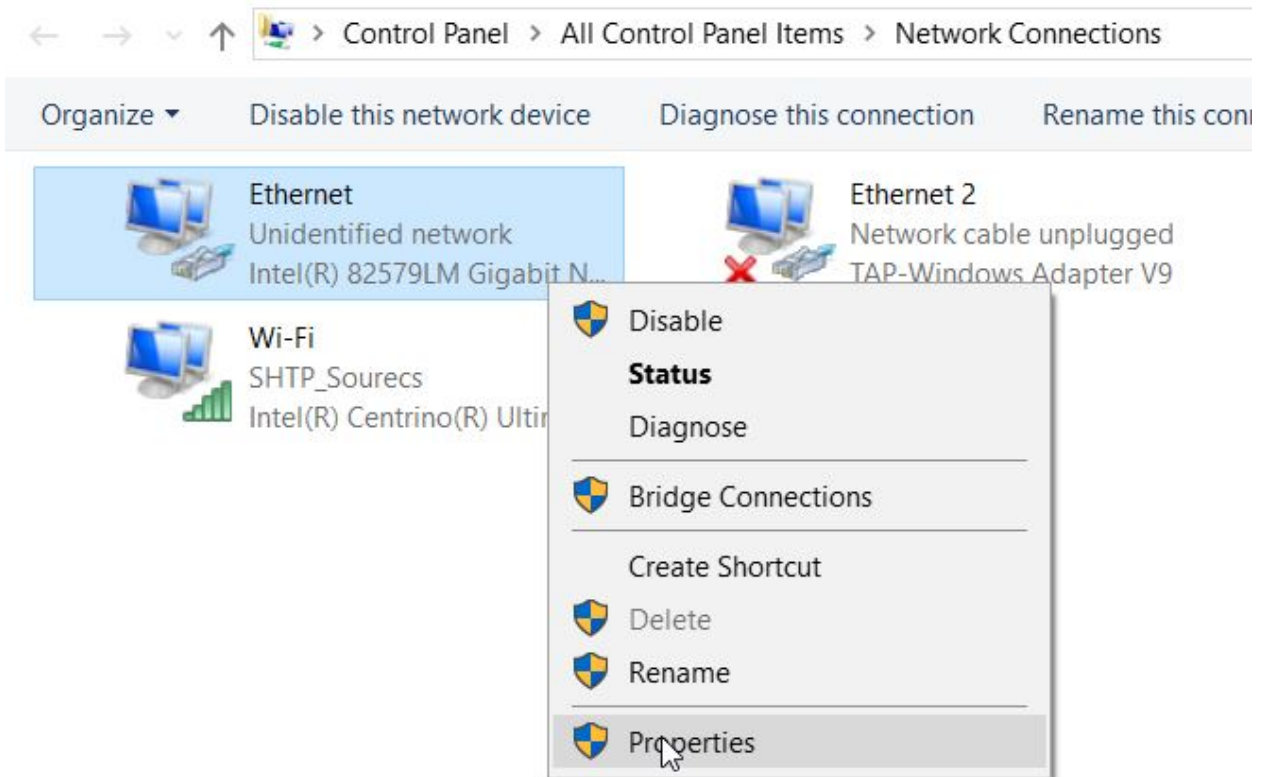 Control Panel > All Control Panel Items > Network Connections
Organize Disable this network device Diagnose this connection Rename this
Ethernet
Unidentified network
Intel(R) 82579LM Gigabit N...
Ethernet 2
Network cable unplugged
TAP-Windows Adapter V9
Wi-Fi
SHTP_Sourecs
Intel(R) Centrino(R)
Disable
Status
Diagnose
Bridge Connections
Create Shortcut
Delete
Rename
Properties